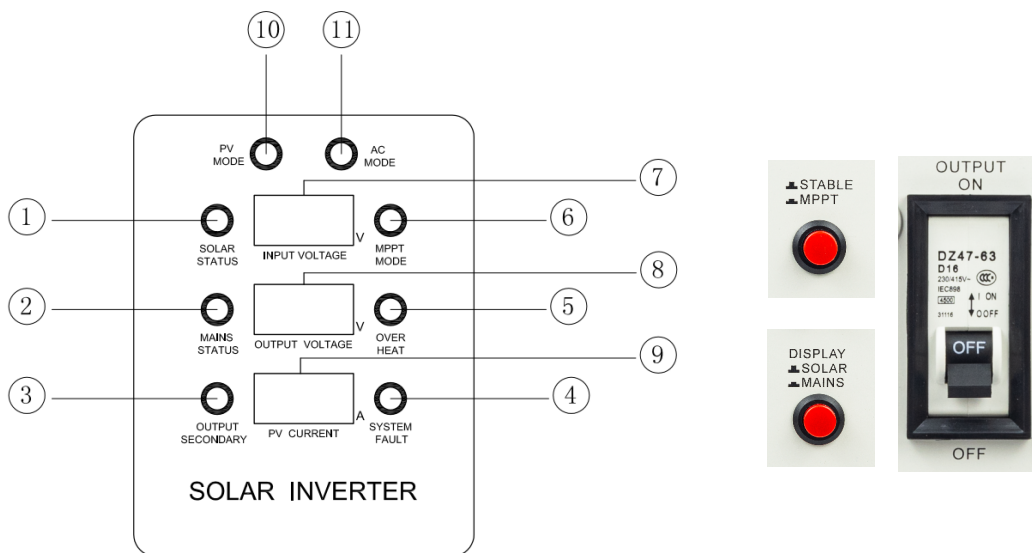 ⑩ ⑪
PV
MODE
AC
MODE
⑦
①
⑥
SOLAR
STATUS
V
INPUT VOLTAGE
MPPT
MODE
⑧
②
⑤
MAINS
STATUS
V
OUTPUT VOLTAGE
OVER
HEAT
⑨
③
④
OUTPUT
SECONDARY
A
PV CURRENT
SYSTEM
FAULT
SOLAR INVERTER
STABLE
MPPT
DISPLAY
SOLAR
MAINS
OUTPUT
ON
DZ47-63
D16
230/415V~
IEC898
CCC
4500
I ON
31116
O OFF
OFF
OFF